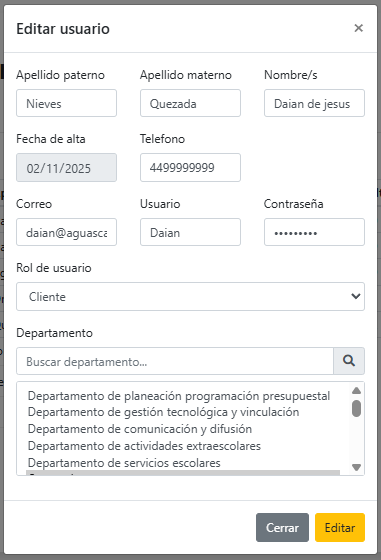 Editar usuario ×
Apellido paterno Apellido materno Nombre/s
Nieves Quezada Daian de jesus
Fecha de alta Telefono
02/11/2025 4499999999
Correo Usuario Contraseña
daian@aguasca Daian •••••••••
Rol de usuario
Cliente
Departamento
Buscar departamento...
Departamento de planeación programación presupuestal
Departamento de gestión tecnológica y vinculación
Departamento de comunicación y difusión
Departamento de actividades extraescolares
Departamento de servicios escolares
Cerrar Editar